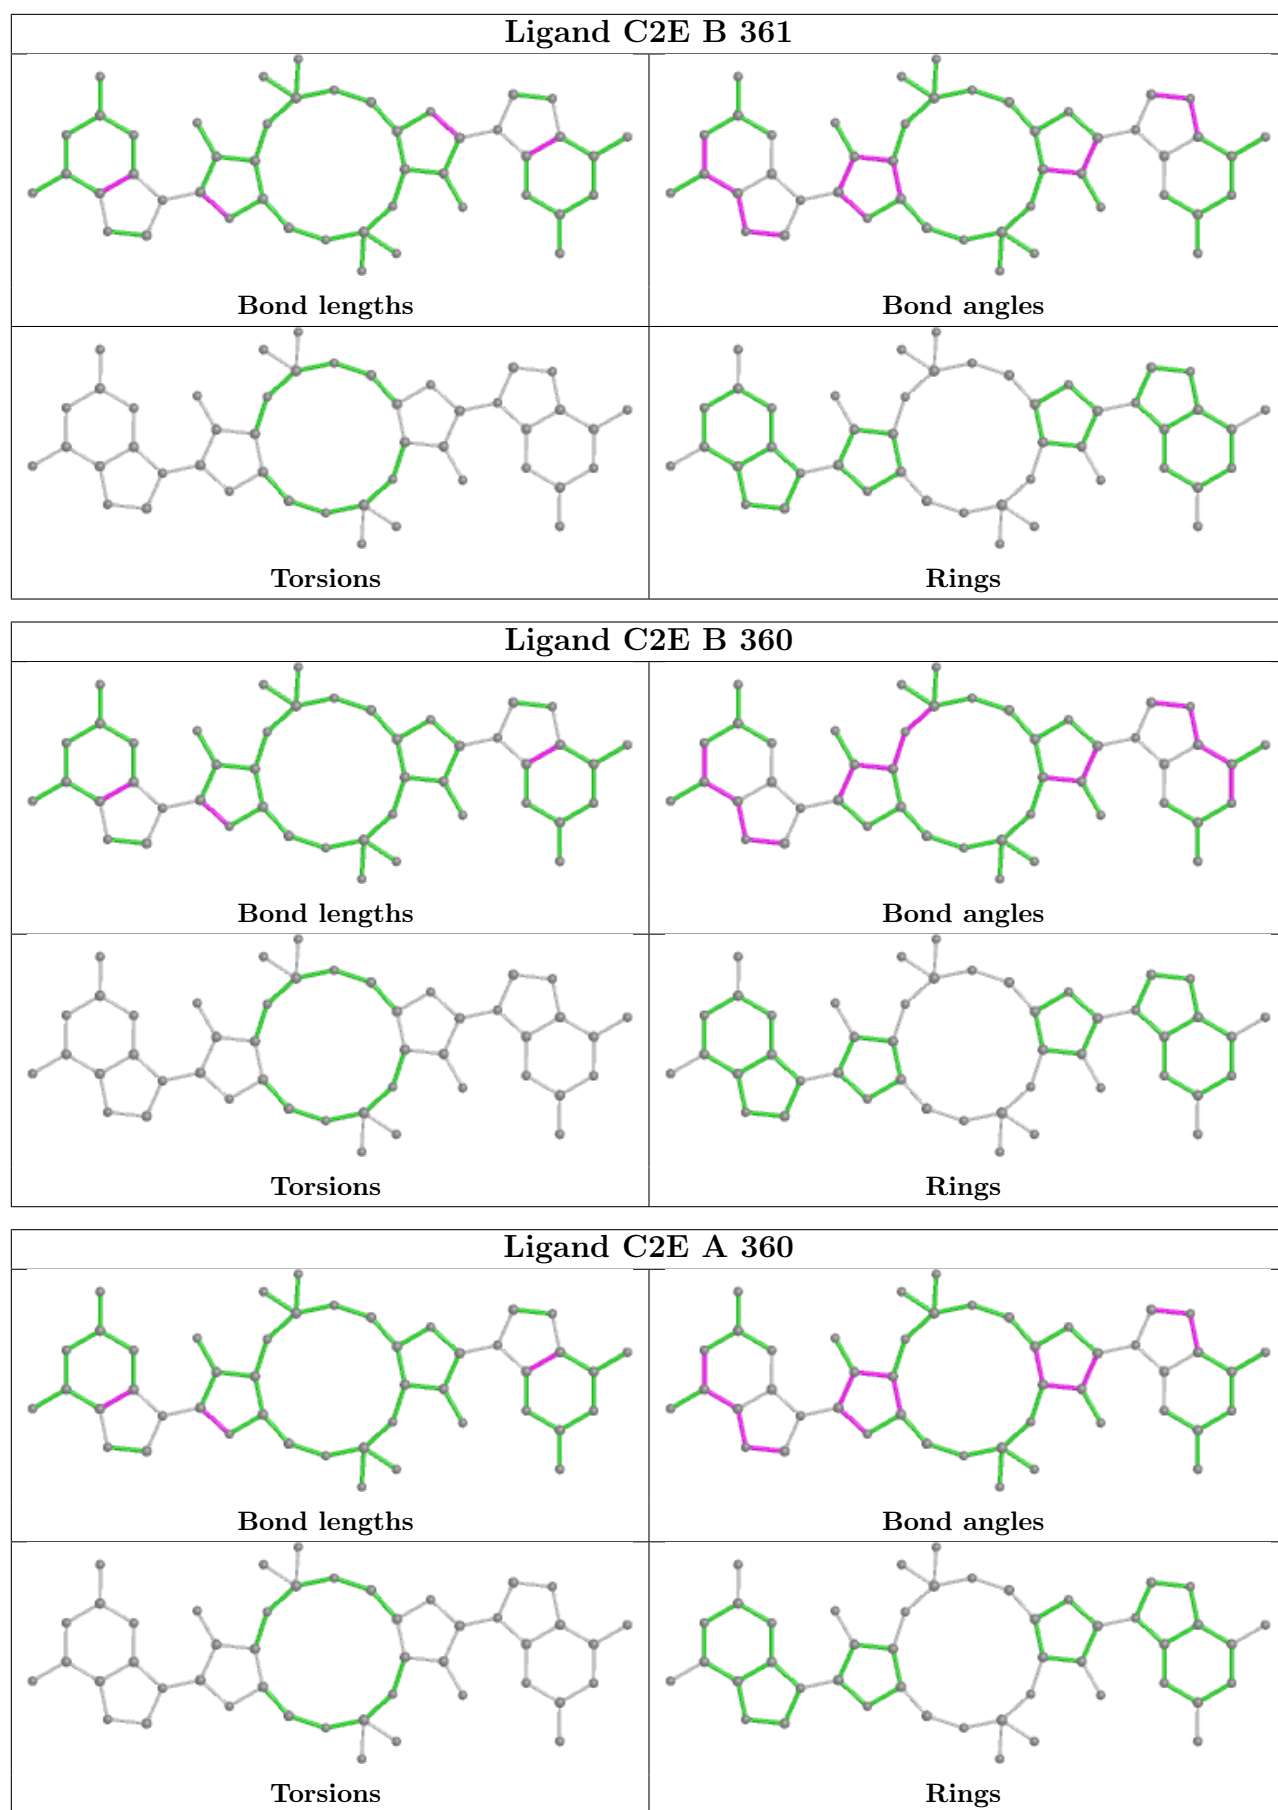 Ligand C2E B 361
Bond lengths
Bond angles
Torsions
Rings
Ligand C2E B 360
Bond lengths
Bond angles
Torsions
Rings
Ligand C2E A 360
Bond lengths
Bond angles
Torsions
Rings